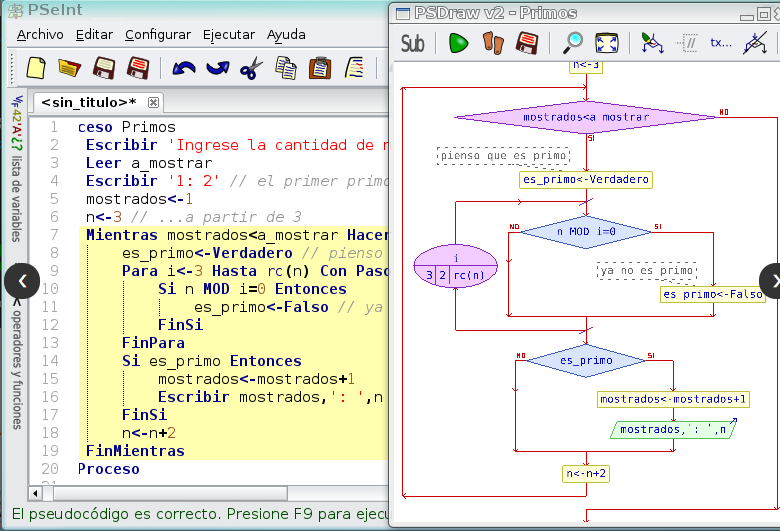 PSeInt
Archivo Editar Configurar Ejecutar Ayuda
<sin_titulo>*
lista de variables
operadores y funciones
1 ceso Primos
2 Escribir 'Ingrese la cantidad de
3 Leer a_mostrar
4 Escribir '1: 2' // el primer primo
5 mostrados<-1
6 n<-3 // ...a partir de 3
7 Mientras mostrados<a_mostrar Hacer
8 es_primo<-Verdadero // pienso
9 Para i<-3 Hasta rc(n) Con Paso
10 Si n MOD i=0 Entonces
11 es_primo<-Falso // ya
12 FinSi
13 FinPara
14 Si es_primo Entonces
15 mostrados<-mostrados+1
16 Escribir mostrados,': ',n
17 FinSi
18 n<-n+2
19 FinMientras
20 Proceso
21
El pseudocódigo es correcto. Presione F9 para ejecu
PSDraw v2 - Primos
Sub
tx...
n<-3
mostrados<a mostrar
NO
SI
pienso que es primo
es_primo<-Verdadero
n MOD i=0
NO
SI
i
3 2 rc(n)
ya no es primo
es primo<-Falso
es_primo
NO
SI
mostrados<-mostrados+1
mostrados,': ',n
n<-n+2